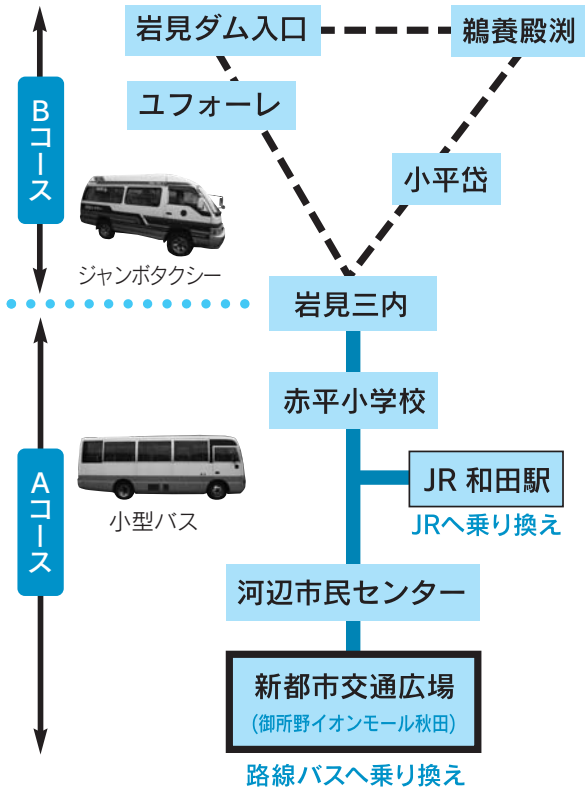 岩見ダム入口
鵜養殿渕
ユフォーレ
Bコース
小平岱
ジャンボタクシー
岩見三内
赤平小学校
Aコース
JR 和田駅
小型バス
JRへ乗り換え
河辺市民センター
新都市交通広場
(御所野イオンモール秋田)
路線バスへ乗り換え